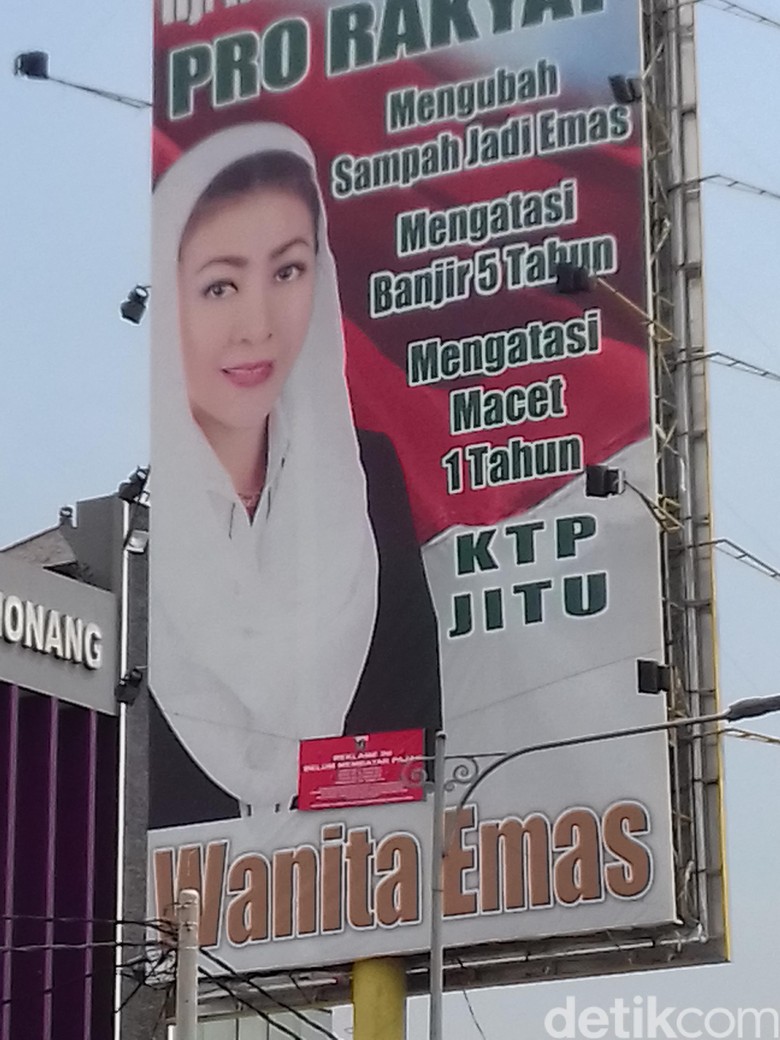 PRO RAKYAT
Mengubah
Sampah Jadi Emas
Mengatasi
Banjir 5 Tahun
Mengatasi
Macet
1 Tahun
KTP
JITU
IONANG
REKLAME INI
BELUM MEMBAYAR PAJAK
Wanita Emas
detikcom